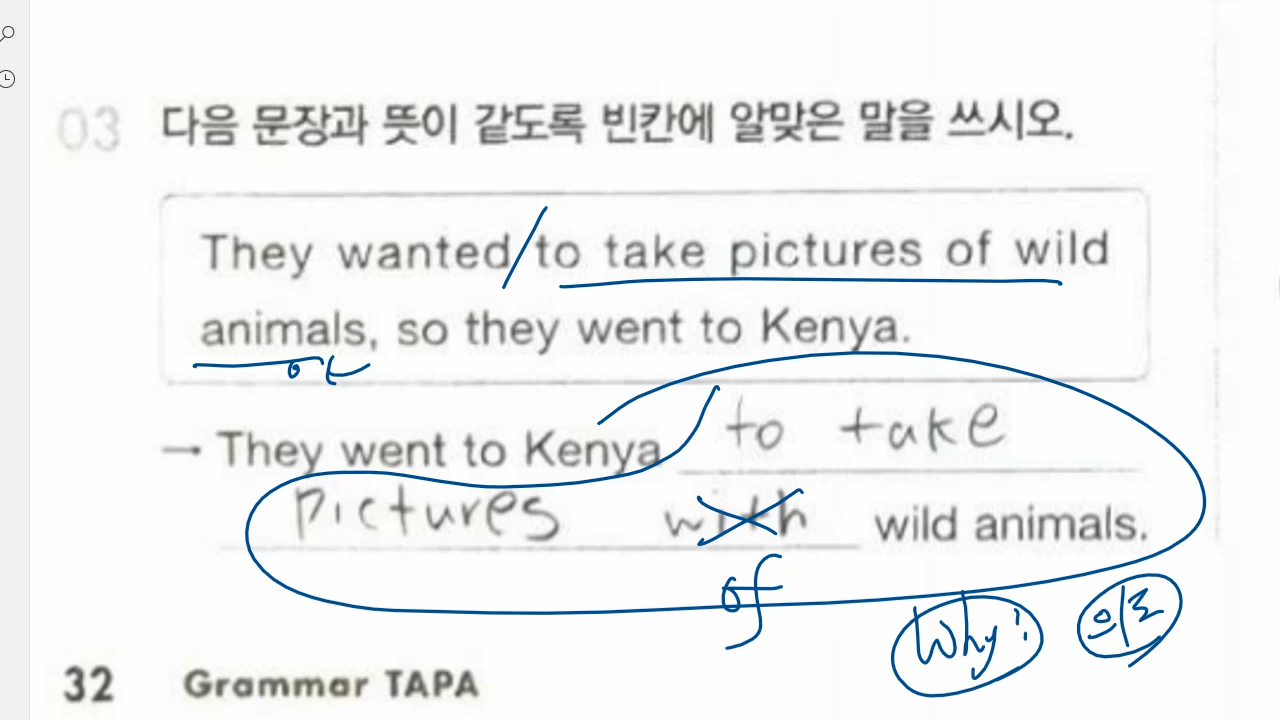 03 다음 문장과 뜻이 같도록 빈칸에 알맞은 말을 쓰시오.
They wanted / to take pictures of wild
animals, so they went to Kenya.
→ They went to Kenya to take
pictures with wild animals.
of
Why?
32 Grammar TAPA